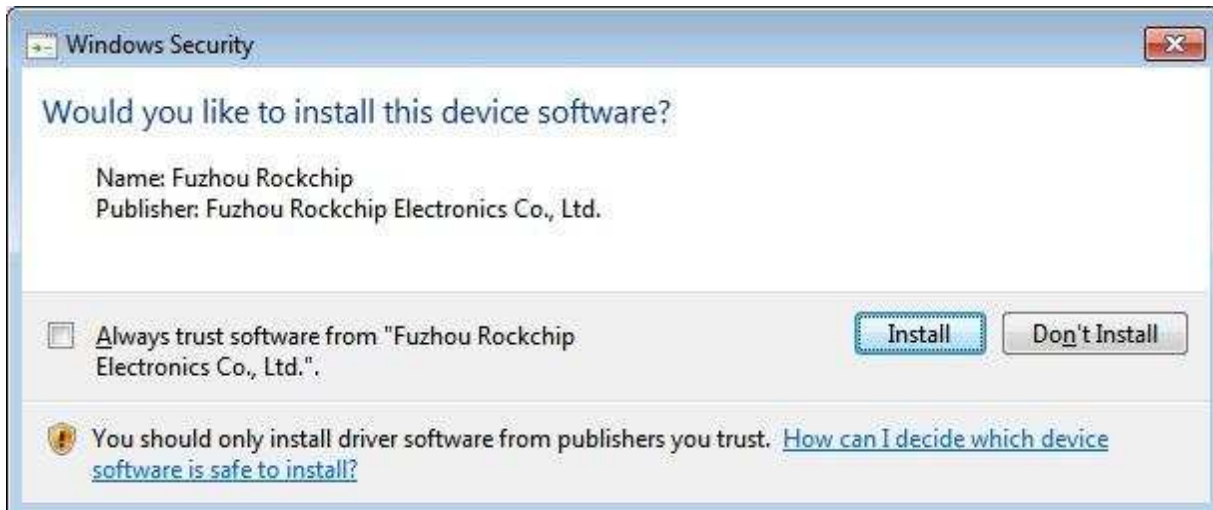 Windows Security
Would you like to install this device software?
Name: Fuzhou Rockchip
Publisher: Fuzhou Rockchip Electronics Co., Ltd.
Always trust software from "Fuzhou Rockchip
Electronics Co., Ltd.".
Install
Don't Install
You should only install driver software from publishers you trust. How can I decide which device
software is safe to install?